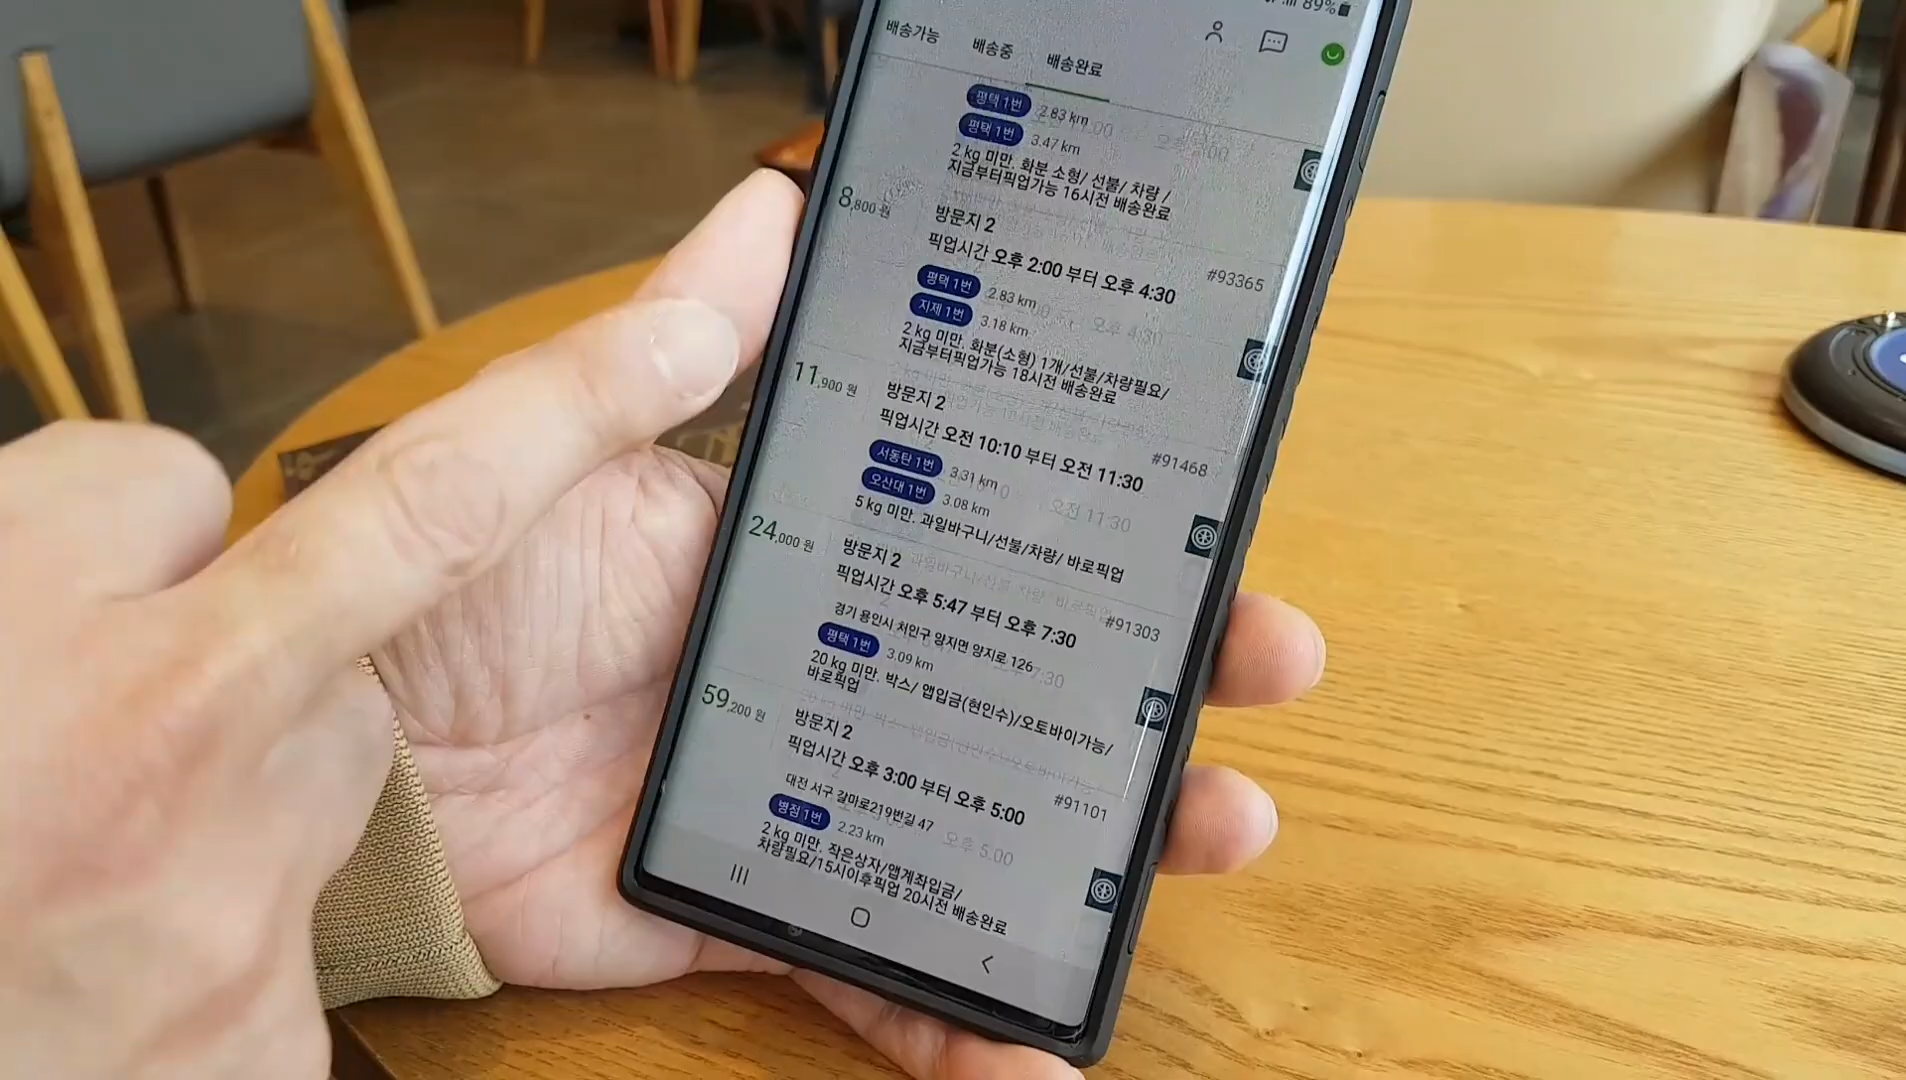 89%
배송가능 배송중 배송완료
평택 1번 2.83 km
평택 1번 3.47 km
2 kg 미만. 화분 소형/ 선불/ 차량 /
지금부터픽업가능 16시전 배송완료
8,800 원
방문지 2
#93365
픽업시간 오후 2:00 부터 오후 4:30
평택 1번 2.83 km
지제 1번 3.18 km
2 kg 미만. 화분(소형) 1개/선불/차량필요/
지금부터픽업가능 18시전 배송완료
11,900 원
방문지 2
#91468
픽업시간 오전 10:10 부터 오전 11:30
서동탄 1번 3.31 km
오산대 1번 3.08 km
5 kg 미만. 과일바구니/선불/차량/ 바로픽업
24,000 원
방문지 2
#91303
픽업시간 오후 5:47 부터 오후 7:30
경기 용인시 처인구 양지면 양지로 126
평택 1번 3.09 km
20 kg 미만. 박스/ 앱입금(현인수)/오토바이가능/
바로픽업
59,200 원
방문지 2
#91101
픽업시간 오후 3:00 부터 오후 5:00
대전 서구 갈마로219번길 47
병점 1번 2.23 km
2 kg 미만. 작은상자/앱계좌입금/
차량필요/15시이후픽업 20시전 배송완료